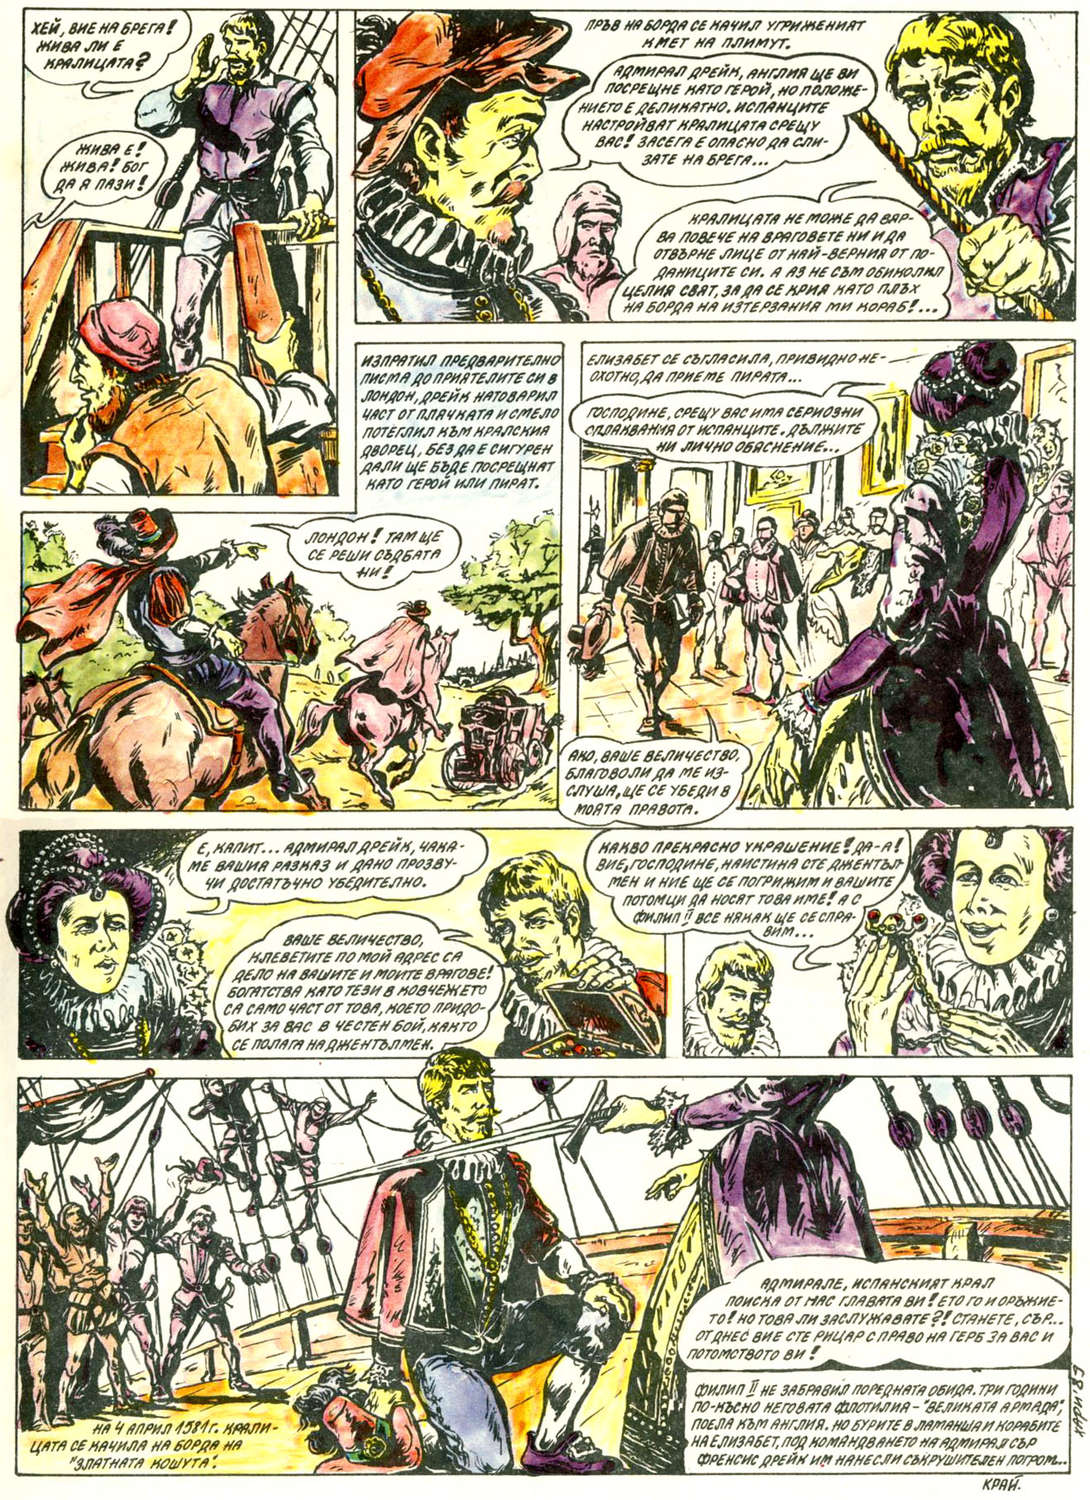 ХЕЙ, ВИЕ НА БРЕГА!
ЖИВА ЛИ Е
КРАЛИЦАТА?
ЖИВА Е!
ЖИВА! БОГ
ДА Я ПАЗИ!
ПРЪВ НА БОРДА СЕ КАЧИЛ УГРИЖЕНИЯТ
КМЕТ НА ПЛИМУТ.
АДМИРАЛ ДРЕЙК, АНГЛИЯ ЩЕ ВИ
ПОСРЕЩНЕ КАТО ГЕРОЙ, НО ПОЛОЖЕ-
НИЕТО Е ДЕЛИКАТНО. ИСПАНЦИТЕ
НАСТРОЙВАТ КРАЛИЦАТА СРЕЩУ
ВАС! ЗАСЕГА Е ОПАСНО ДА СЛИ-
ЗАТЕ НА БРЕГА...
КРАЛИЦАТА НЕ МОЖЕ ДА ВЯР-
ВА ПОВЕЧЕ НА ВРАГОВЕТЕ НИ И ДА
ОТВЪРНЕ ЛИЦЕ ОТ НАЙ-ВЕРНИЯ ОТ ПО-
ДАНИЦИТЕ СИ. А АЗ НЕ СЪМ ОБИКОЛИЛ
ЦЕЛИЯ СВЯТ, ЗА ДА СЕ КРИЯ КАТО ПЛЪХ
НА БОРДА НА ИЗТЕРЗАНИЯ МИ КОРАБ!...
ИЗПРАТИЛ ПРЕДВАРИТЕЛНО
ПИСМА ДО ПРИЯТЕЛИТЕ СИ В
ЛОНДОН, ДРЕЙК НАТОВАРИЛ
ЧАСТ ОТ ПЛЯЧКАТА И СМЕЛО
ПОТЕГЛИЛ КЪМ КРАЛСКИЯ
ДВОРЕЦ, БЕЗ ДА Е СИГУРЕН
ДАЛИ ЩЕ БЪДЕ ПОСРЕЩНАТ
КАТО ГЕРОЙ ИЛИ ПИРАТ.
ЛОНДОН! ТАМ ЩЕ
СЕ РЕШИ СЪДБАТА
НИ!
ЕЛИЗАБЕТ СЕ СЪГЛАСИЛА, ПРИВИДНО НЕ-
ОХОТНО, ДА ПРИЕМЕ ПИРАТА...
ГОСПОДИНЕ, СРЕЩУ ВАС ИМА СЕРИОЗНИ
ОПЛАКВАНИЯ ОТ ИСПАНЦИТЕ. ДЪЛЖИТЕ
НИ ЛИЧНО ОБЯСНЕНИЕ...
АКО, ВАШЕ ВЕЛИЧЕСТВО,
БЛАГОВОЛИ ДА МЕ ИЗ-
СЛУША, ЩЕ СЕ УБЕДИ В
МОЯТА ПРАВОТА.
Е, КАПИТ... АДМИРАЛ ДРЕЙК, ЧАКА-
МЕ ВАШИЯ РАЗКАЗ И ДАНО ПРОЗВУ-
ЧИ ДОСТАТЪЧНО УБЕДИТЕЛНО.
ВАШЕ ВЕЛИЧЕСТВО,
КЛЕВЕТИТЕ ПО МОЙ АДРЕС СА
ДЕЛО НА ВАШИТЕ И МОИТЕ ВРАГОВЕ!
БОГАТСТВА КАТО ТЕЗИ В КОВЧЕЖЕТО
СА САМО ЧАСТ ОТ ТОВА, КОЕТО ПРИДО-
БИХ ЗА ВАС В ЧЕСТЕН БОЙ, КАКТО
СЕ ПОЛАГА НА ДЖЕНТЪЛМЕН.
КАКВО ПРЕКРАСНО УКРАШЕНИЕ! ДА-А!
ВИЕ, ГОСПОДИНЕ, НАИСТИНА СТЕ ДЖЕНТЪЛ-
МЕН И НИЕ ЩЕ СЕ ПОГРИЖИМ И ВАШИТЕ
ПОТОМЦИ ДА НОСЯТ ТОВА ИМЕ! А С
ФИЛИП II ВСЕ НЯКАК ЩЕ СЕ СПРА-
ВИМ...
АДМИРАЛЕ, ИСПАНСКИЯТ КРАЛ
ПОИСКА ОТ НАС ГЛАВАТА ВИ! ЕТО ГО И ОРЪЖИЕ-
ТО! НО ТОВА ЛИ ЗАСЛУЖАВАТЕ?! СТАНЕТЕ, СЪР...
ОТ ДНЕС ВИЕ СТЕ РИЦАР С ПРАВО НА ГЕРБ ЗА ВАС И
ПОТОМСТВОТО ВИ!
НА 4 АПРИЛ 1581 г. КРАЛИ-
ЦАТА СЕ КАЧИЛА НА БОРДА НА
"ЗЛАТНАТА КОШУТА".
ФИЛИП II НЕ ЗАБРАВИЛ ПОРЕДНАТА ОБИДА. ТРИ ГОДИНИ
ПО-КЪСНО НЕГОВАТА ФЛОТИЛИЯ - "ВЕЛИКАТА АРМАДА",
ПОЕЛА КЪМ АНГЛИЯ. НО БУРИТЕ В ЛАМАНША И КОРАБИТЕ
НА ЕЛИЗАБЕТ, ПОД КОМАНДВАНЕТО НА АДМИРАЛ СЪР
ФРЕНСИС ДРЕЙК ИМ НАНЕСЛИ СЪКРУШИТЕЛЕН ПОГРОМ...
КРАЙ.